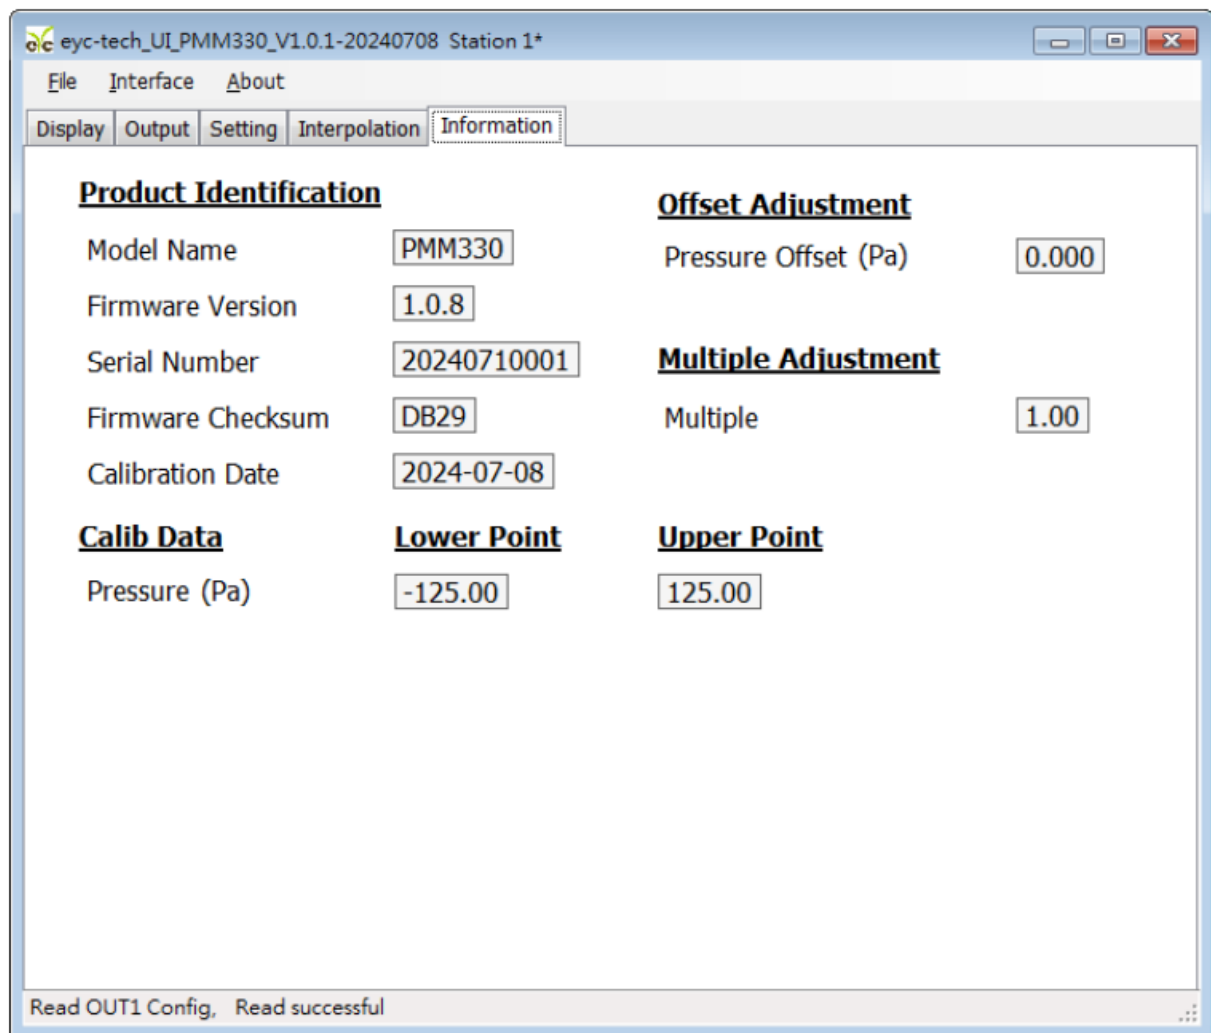 eyc-tech_UI_PMM330_V1.0.1-20240708 Station 1*
File Interface About
Display Output Setting Interpolation Information
Product Identification
Model Name PMM330
Firmware Version 1.0.8
Serial Number 20240710001
Firmware Checksum DB29
Calibration Date 2024-07-08
Offset Adjustment
Pressure Offset (Pa) 0.000
Multiple Adjustment
Multiple 1.00
Calib Data Lower Point Upper Point
Pressure (Pa) -125.00 125.00
Read OUT1 Config, Read successful